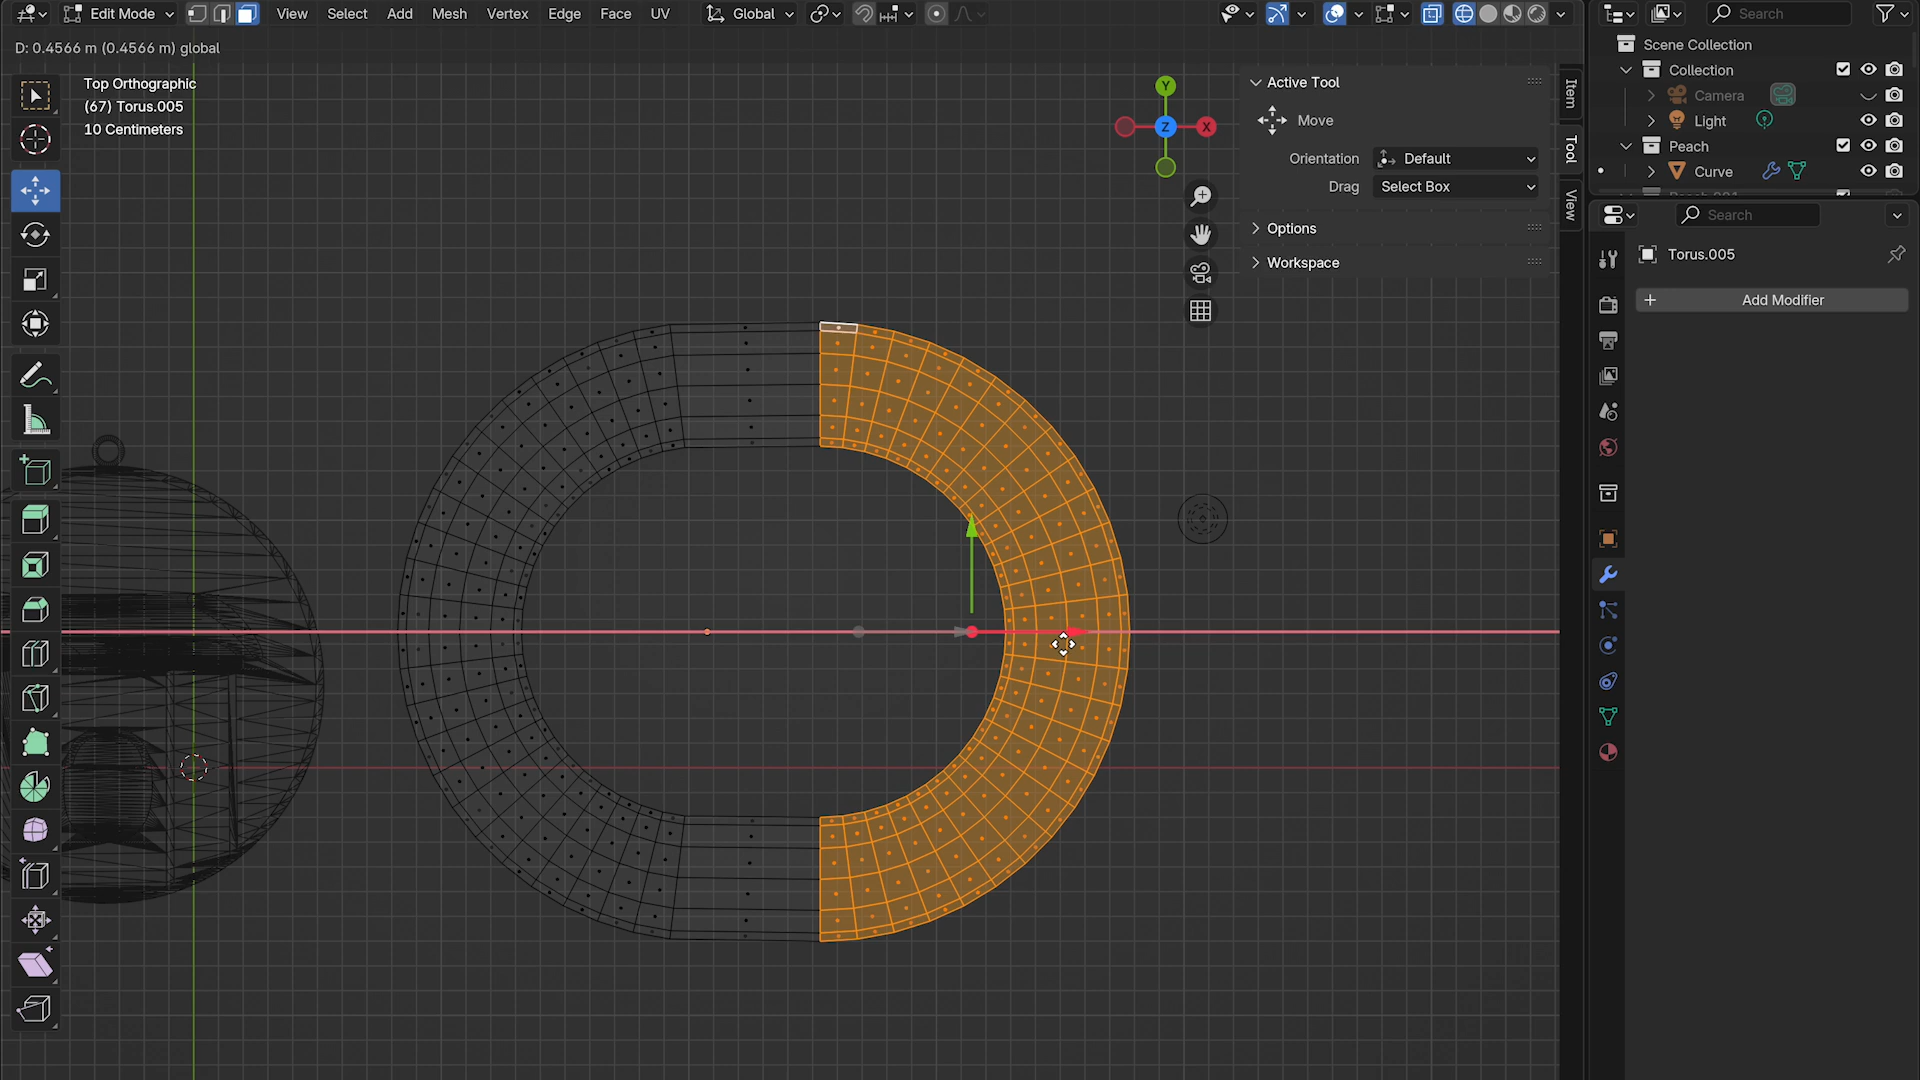 Edit Mode View Select Add Mesh Vertex Edge Face UV Global Search
D: 0.4566 m (0.4566 m) global
Top Orthographic
(67) Torus.005
10 Centimeters
Y
X
Z
Active Tool
Move
Orientation Default
Drag Select Box
Options
Workspace
Item
Tool
View
Scene Collection
Collection
Camera
Light
Peach
Curve
Search
Torus.005
+ Add Modifier